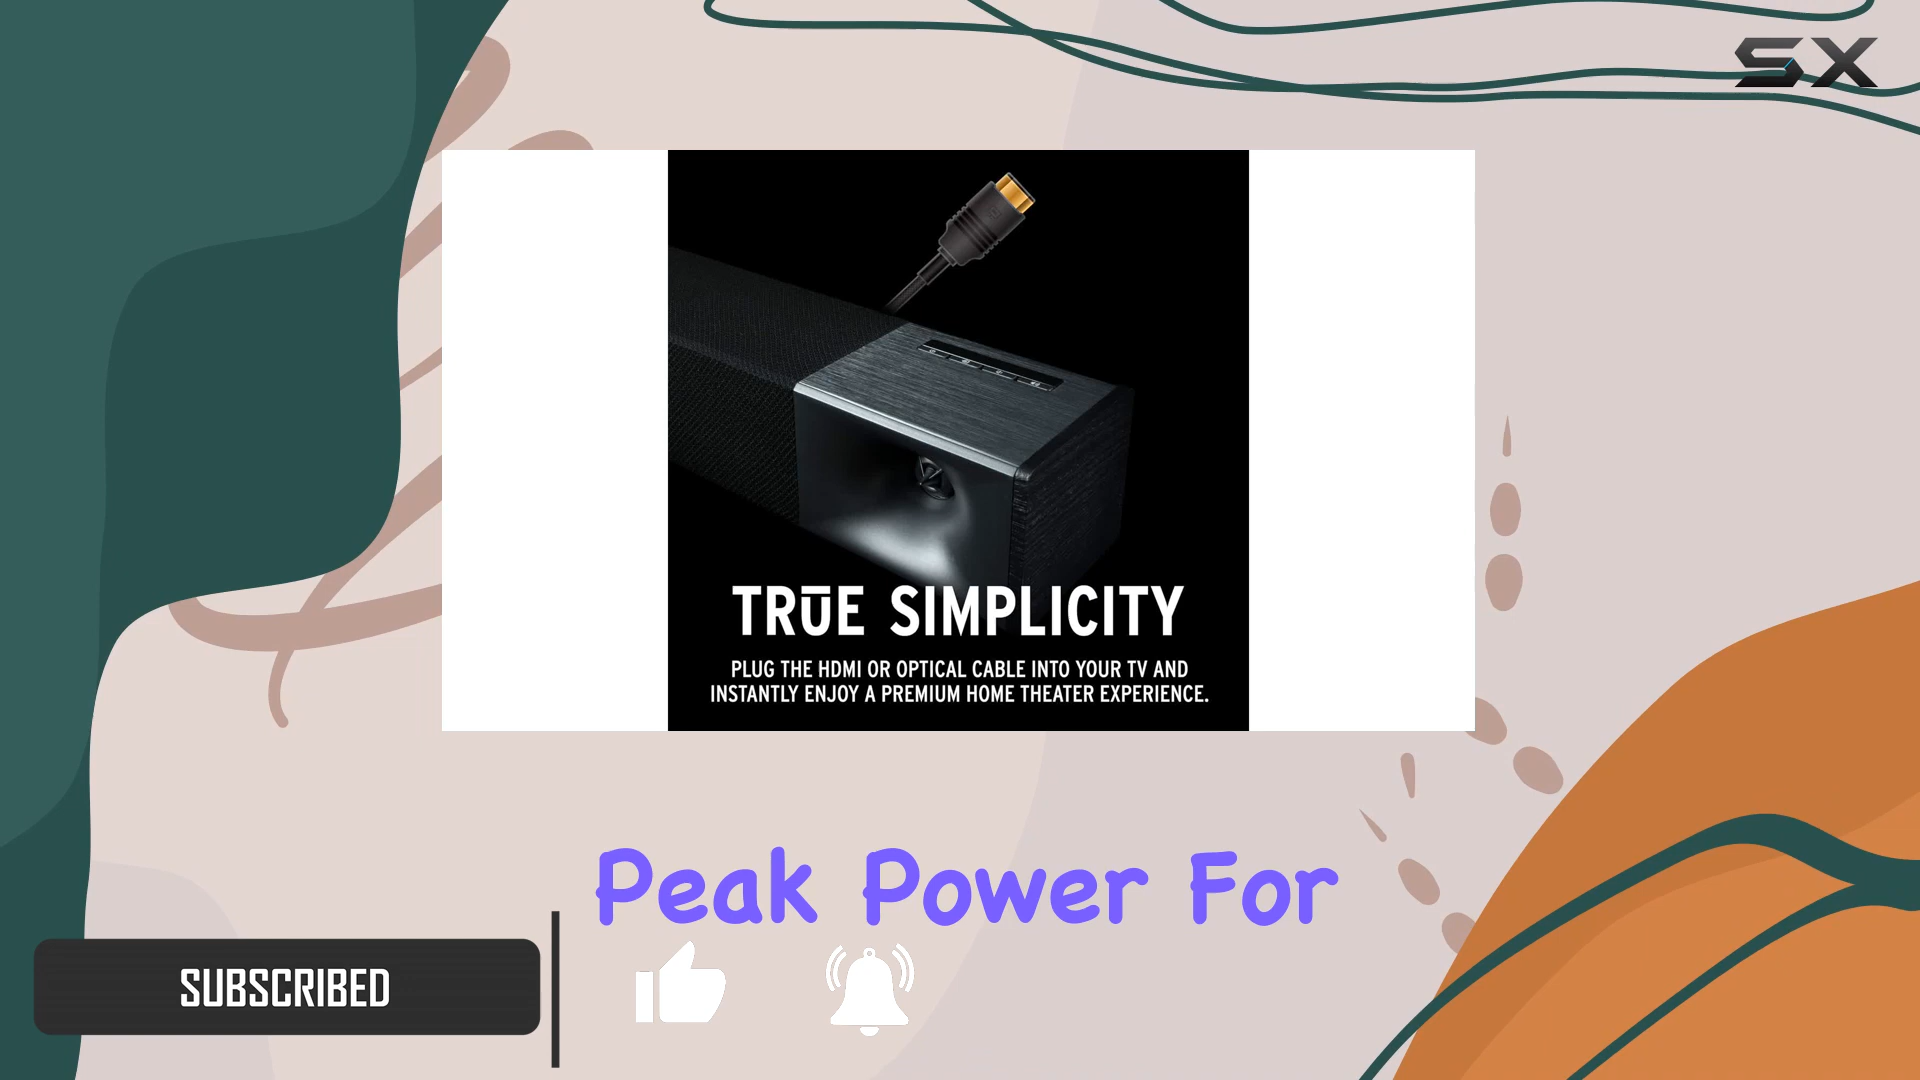 SX
TRŪE SIMPLICITY
PLUG THE HDMI OR OPTICAL CABLE INTO YOUR TV AND
INSTANTLY ENJOY A PREMIUM HOME THEATER EXPERIENCE.
Peak Power For
SUBSCRIBED